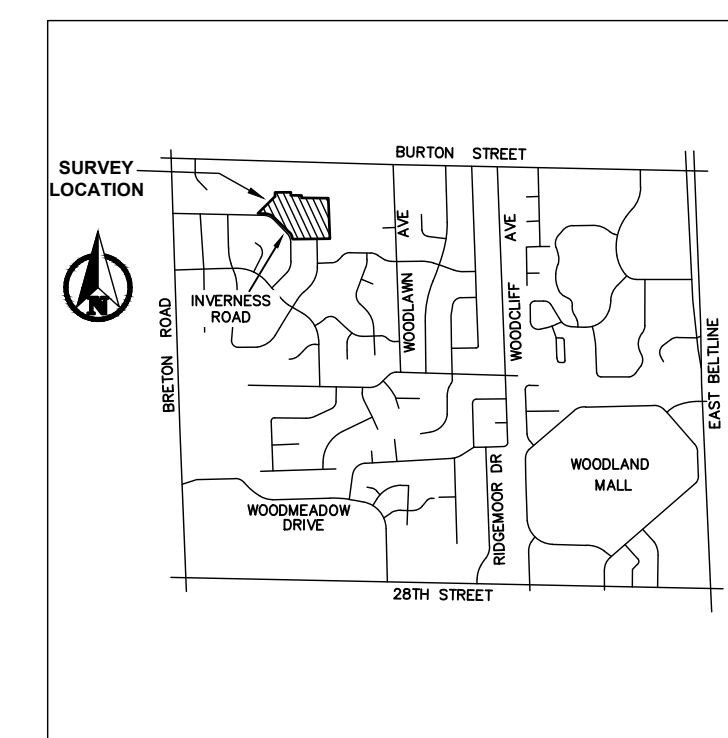 BURTON STREET
SURVEY
LOCATION
AVE
AVE
N
INVERNESS
ROAD
WOODLAWN
WOODCLIFF
BRETON ROAD
EAST BELTLINE
WOODLAND
MALL
RIDGEMOOR DR
WOODMEADOW
DRIVE
28TH STREET